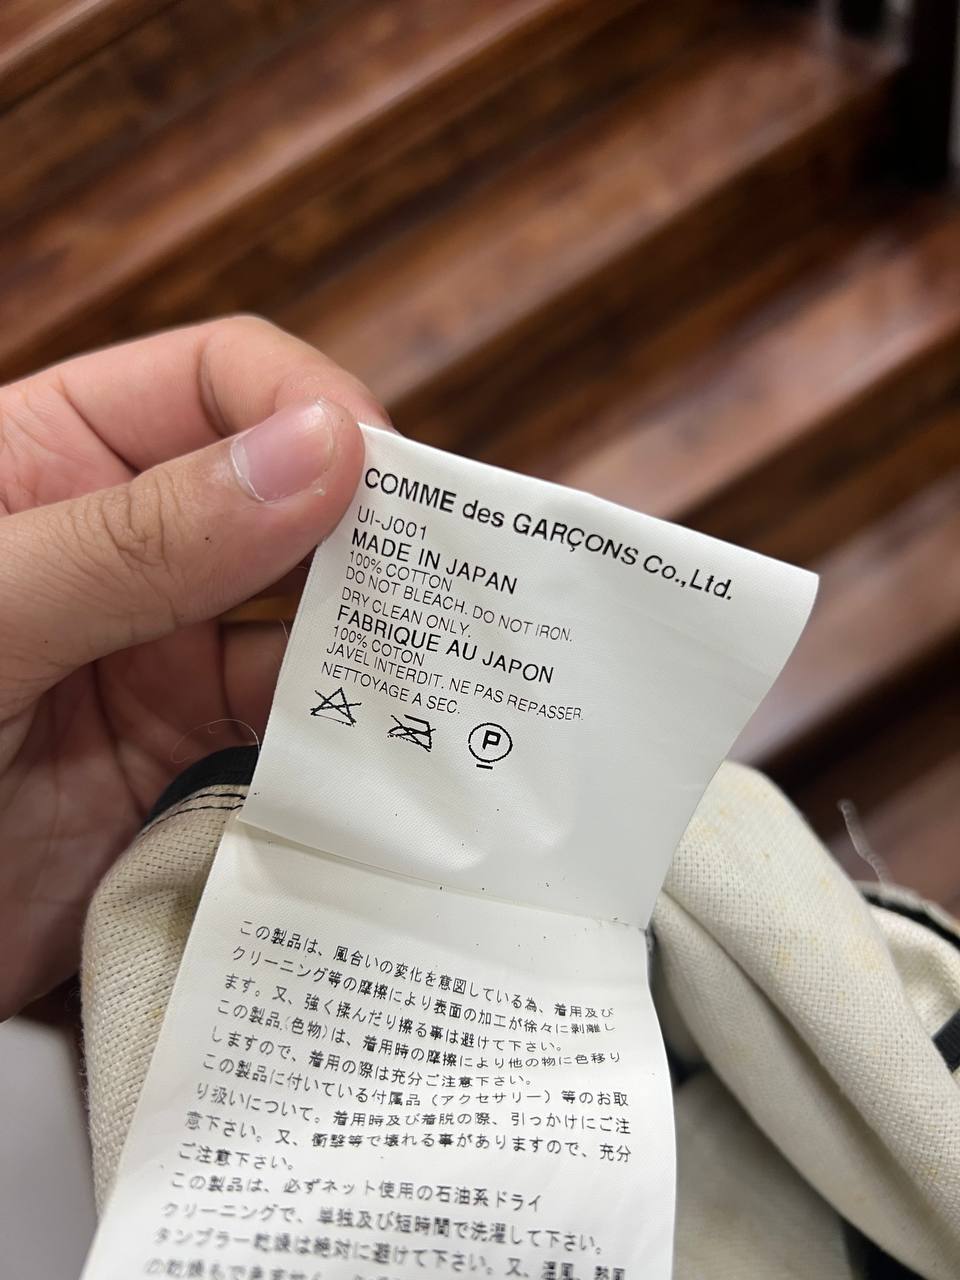 COMME des GARÇONS Co.,Ltd.
UI-J001
MADE IN JAPAN
100% COTTON
DO NOT BLEACH. DO NOT IRON.
DRY CLEAN ONLY.
FABRIQUE AU JAPON
100% COTON
JAVEL INTERDIT. NE PAS REPASSER.
NETTOYAGE A SEC.
P
この製品は、風合いの変化を意図している為、着用及び
クリーニング等の摩擦により表面の加工が徐々に剥離し
ます。又、強く揉んだり擦る事は避けて下さい。
この製品(色物)は、着用時の摩擦により他の物に色移り
しますので、着用の際は充分ご注意下さい。
この製品に付いている付属品（アクセサリー）等のお取
り扱いについて。着用時及び着脱の際、引っかけにご注
意下さい。又、衝撃等で壊れる事がありますので、充分
ご注意下さい。
この製品は、必ずネット使用の石油系ドライ
クリーニングで、単独及び短時間で洗濯して下さい。
タンブラー乾燥は絶対に避けて下さい。又、温風、熱風
の乾燥も